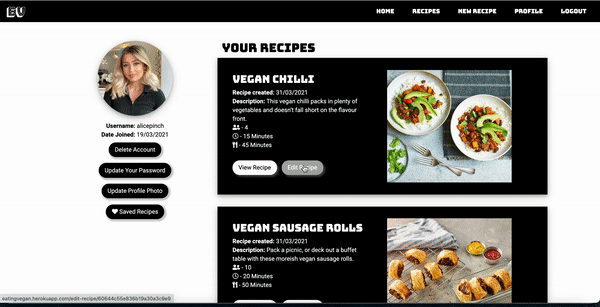 EV
HOME RECIPES NEW RECIPE PROFILE LOGOUT
Username: alicepinch
Date Joined: 19/03/2021
Delete Account
Update Your Password
Update Profile Photo
Saved Recipes
YOUR RECIPES
VEGAN CHILLI
Recipe created: 31/03/2021
Description: This vegan chilli packs in plenty of
vegetables and doesn't fall short on the flavour
front.
- 4
- 15 Minutes
- 45 Minutes
View Recipe Edit Recipe
VEGAN SAUSAGE ROLLS
Recipe created: 31/03/2021
Description: Pack a picnic, or deck out a buffet
table with these moreish vegan sausage rolls.
- 10
- 20 Minutes
- 50 Minutes
eatingvegan.herokuapp.com/edit-recipe/60644c55e836b19a30a3c9e9